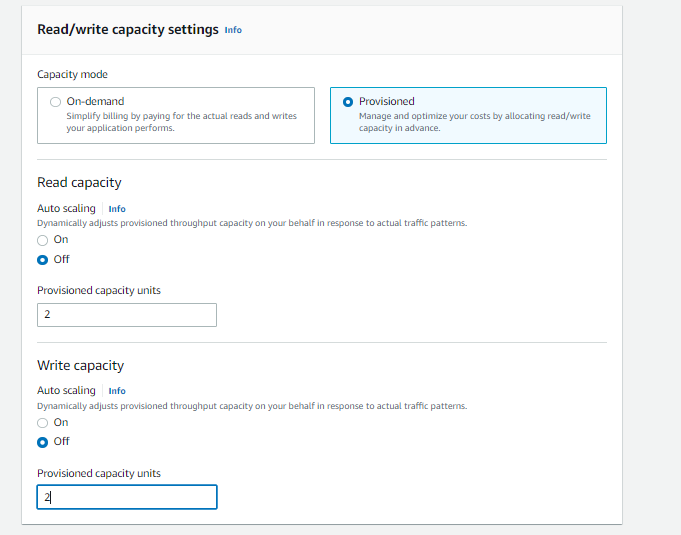 Read/write capacity settings Info
Capacity mode
On-demand
Simplify billing by paying for the actual reads and writes
your application performs.
Provisioned
Manage and optimize your costs by allocating read/write
capacity in advance.
Read capacity
Auto scaling Info
Dynamically adjusts provisioned throughput capacity on your behalf in response to actual traffic patterns.
On
Off
Provisioned capacity units
2
Write capacity
Auto scaling Info
Dynamically adjusts provisioned throughput capacity on your behalf in response to actual traffic patterns.
On
Off
Provisioned capacity units
2